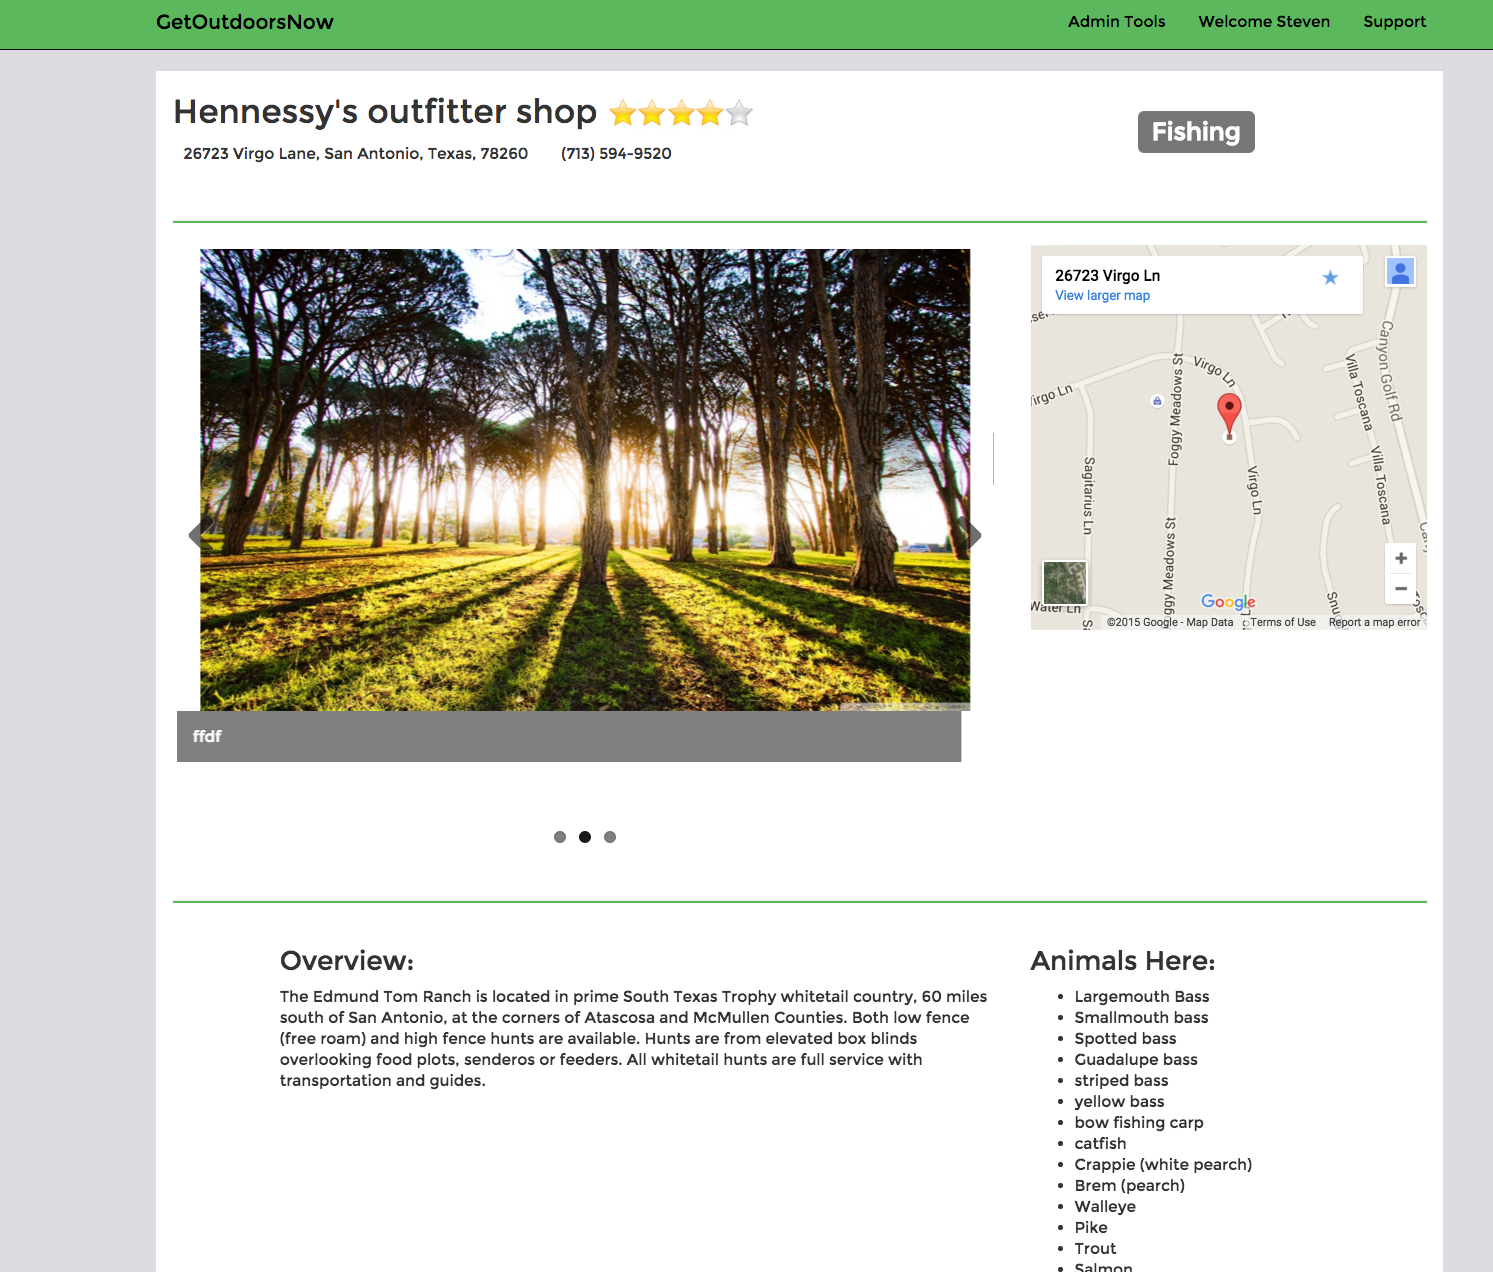 GetOutdoorsNow
Admin Tools Welcome Steven Support
Hennessy's outfitter shop
Fishing
26723 Virgo Lane, San Antonio, Texas, 78260 (713) 594-9520
26723 Virgo Ln
View larger map
Virgo Ln
Foggy Meadows St
Canyon Golf Rd
Villa Toscana
Virgo Ln
Sagitarius Ln
Virgo Ln
Villa Toscana
Foggy Meadows St
Water Ln
Google
©2015 Google - Map Data Terms of Use Report a map error
ffdf
Overview:
The Edmund Tom Ranch is located in prime South Texas Trophy whitetail country, 60 miles
south of San Antonio, at the corners of Atascosa and McMullen Counties. Both low fence
(free roam) and high fence hunts are available. Hunts are from elevated box blinds
overlooking food plots, senderos or feeders. All whitetail hunts are full service with
transportation and guides.
Animals Here:
Largemouth Bass
Smallmouth bass
Spotted bass
Guadalupe bass
striped bass
yellow bass
bow fishing carp
catfish
Crappie (white pearch)
Brem (pearch)
Walleye
Pike
Trout
Salmon